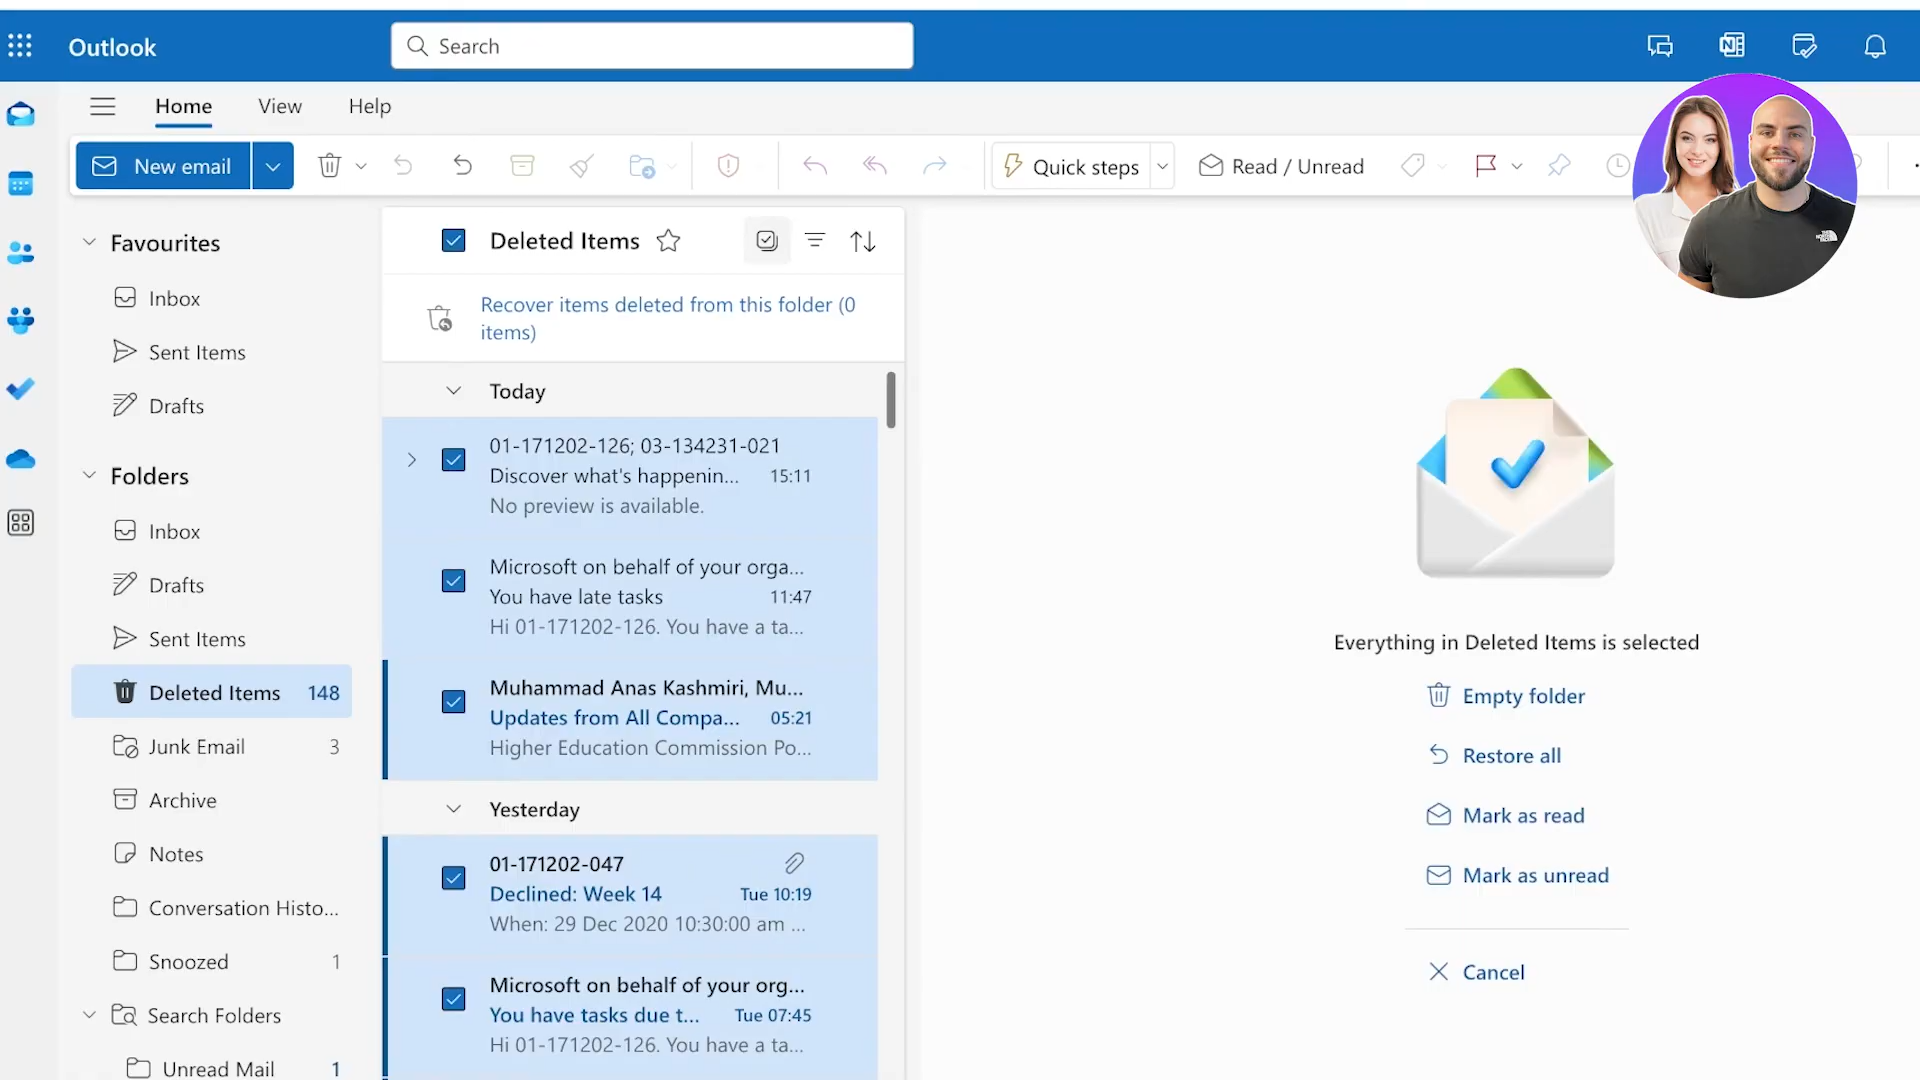 Outlook
Search
Home View Help
New email
Quick steps
Read / Unread
Favourites
Inbox
Sent Items
Drafts
Folders
Inbox
Drafts
Sent Items
Deleted Items 148
Junk Email 3
Archive
Notes
Conversation Histo...
Snoozed 1
Search Folders
Unread Mail 1
Deleted Items
Recover items deleted from this folder (0
items)
Today
01-171202-126; 03-134231-021
Discover what's happenin... 15:11
No preview is available.
Microsoft on behalf of your orga...
You have late tasks 11:47
Hi 01-171202-126. You have a ta...
Muhammad Anas Kashmiri, Mu...
Updates from All Compa... 05:21
Higher Education Commission Po...
Yesterday
01-171202-047
Declined: Week 14 Tue 10:19
When: 29 Dec 2020 10:30:00 am ...
Microsoft on behalf of your org...
You have tasks due t... Tue 07:45
Hi 01-171202-126. You have a ta...
Everything in Deleted Items is selected
Empty folder
Restore all
Mark as read
Mark as unread
Cancel